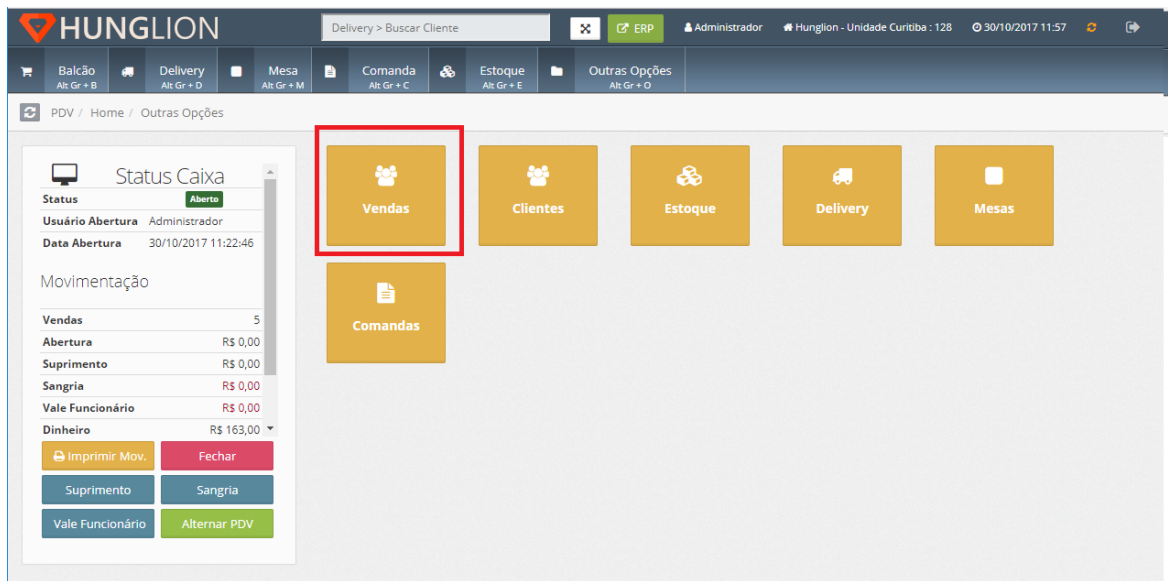 HUNGLION
Delivery > Buscar Cliente
ERP
Administrador
Hunglion - Unidade Curitiba : 128
30/10/2017 11:57
Balcão
Alt Gr + B
Delivery
Alt Gr + D
Mesa
Alt Gr + M
Comanda
Alt Gr + C
Estoque
Alt Gr + E
Outras Opções
Alt Gr + O
PDV / Home / Outras Opções
Status Caixa
Status Aberto
Usuário Abertura Administrador
Data Abertura 30/10/2017 11:22:46
Movimentação
Vendas 5
Abertura R$ 0,00
Suprimento R$ 0,00
Sangria R$ 0,00
Vale Funcionário R$ 0,00
Dinheiro R$ 163,00
Imprimir Mov. Fechar
Suprimento Sangria
Vale Funcionário Alternar PDV
Vendas
Clientes
Estoque
Delivery
Mesas
Comandas